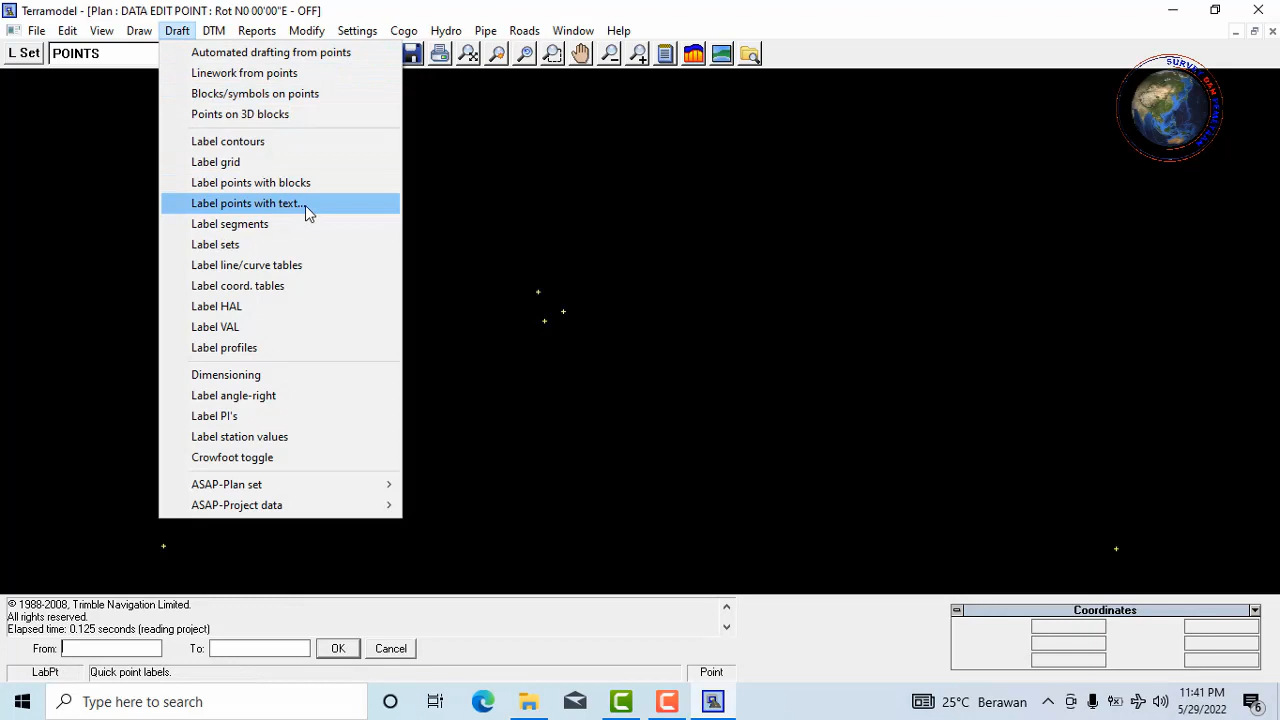 Terramodel - [Plan : DATA EDIT POINT : Rot N0 00'00"E - OFF]
File Edit View Draw Draft DTM Reports Modify Settings Cogo Hydro Pipe Roads Window Help
L Set POINTS
SURVEY DAN PEMETAAN
Automated drafting from points
Linework from points
Blocks/symbols on points
Points on 3D blocks
Label contours
Label grid
Label points with blocks
Label points with text...
Label segments
Label sets
Label line/curve tables
Label coord. tables
Label HAL
Label VAL
Label profiles
Dimensioning
Label angle-right
Label PI's
Label station values
Crowfoot toggle
ASAP-Plan set
ASAP-Project data
© 1988-2008, Trimble Navigation Limited.
All rights reserved.
Elapsed time: 0.125 seconds (reading project)
Coordinates
From: To: OK Cancel
LabPt Quick point labels. Point
Type here to search
25°C Berawan
11:41 PM
5/29/2022
6